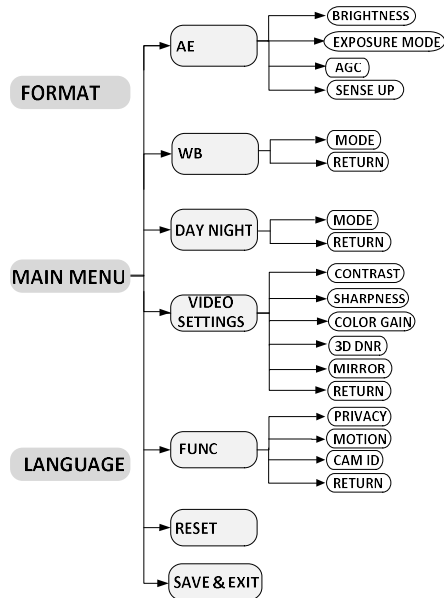 FORMAT
MAIN MENU
LANGUAGE
AE
BRIGHTNESS
EXPOSURE MODE
AGC
SENSE UP
WB
MODE
RETURN
DAY NIGHT
MODE
RETURN
VIDEO
SETTINGS
CONTRAST
SHARPNESS
COLOR GAIN
3D DNR
MIRROR
RETURN
FUNC
PRIVACY
MOTION
CAM ID
RETURN
RESET
SAVE & EXIT